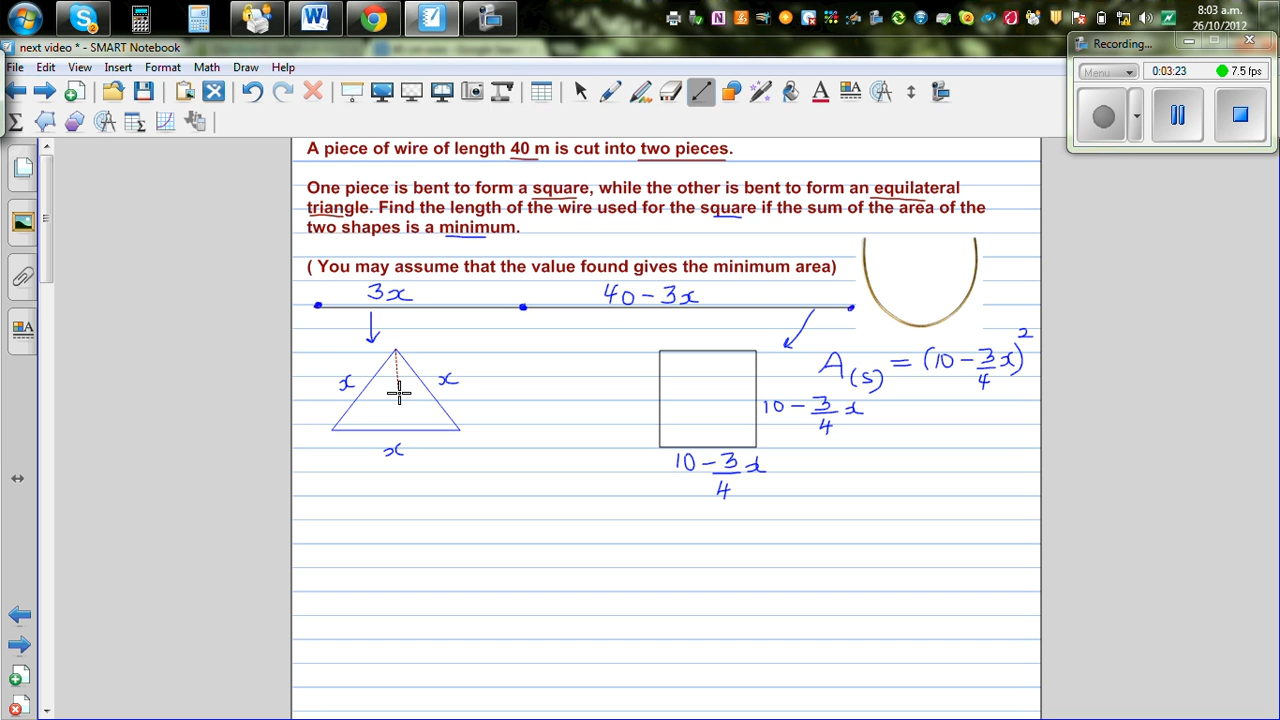 8:03 a.m.
26/10/2012
next video * - SMART Notebook
Recording...
File Edit View Insert Format Math Draw Help
Menu 0:03:23 7.5 fps
A piece of wire of length 40 m is cut into two pieces.
One piece is bent to form a square, while the other is bent to form an equilateral
triangle. Find the length of the wire used for the square if the sum of the area of the
two shapes is a minimum.
( You may assume that the value found gives the minimum area)
3x 40 - 3x
A(s) = (10 - 3/4 x)^2
x x
10 - 3/4 x
x
10 - 3/4 x